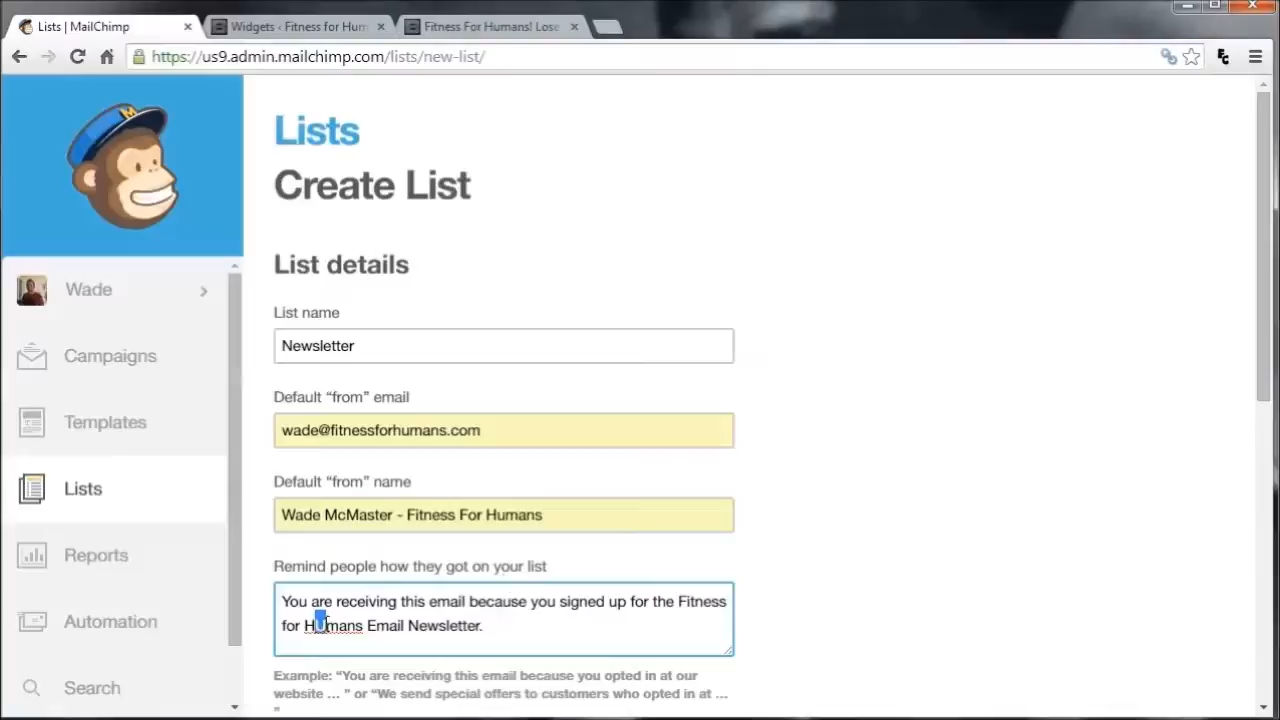 Lists | MailChimp
Widgets ‹ Fitness for Hum
Fitness For Humans! Lose
https://us9.admin.mailchimp.com/lists/new-list/
Wade
Campaigns
Templates
Lists
Reports
Automation
Search
Lists
Create List
List details
List name
Newsletter
Default “from” email
wade@fitnessforhumans.com
Default “from” name
Wade McMaster - Fitness For Humans
Remind people how they got on your list
You are receiving this email because you signed up for the Fitness
for Humans Email Newsletter.
Example: “You are receiving this email because you opted in at our
website ... ” or “We send special offers to customers who opted in at ...
”